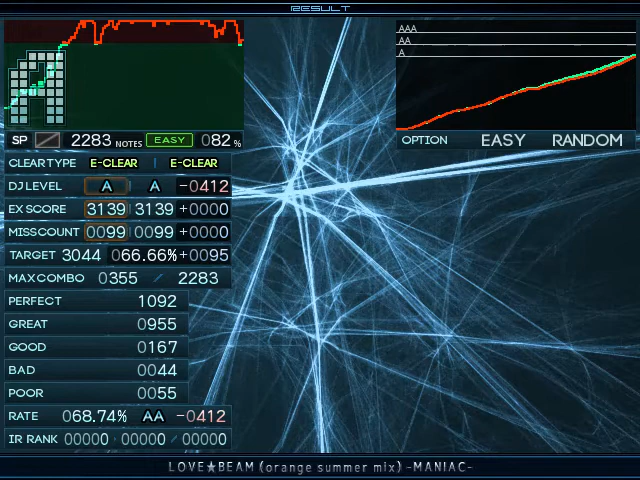 RESULT
AAA
AA
A
SP 2283 NOTES EASY 082 %
OPTION EASY RANDOM
CLEAR TYPE E-CLEAR | E-CLEAR
DJ LEVEL A | A -0412
EX SCORE 3139 3139 +0000
MISSCOUNT 0099 0099 +0000
TARGET 3044 066.66% +0095
MAXCOMBO 0355 / 2283
PERFECT 1092
GREAT 0955
GOOD 0167
BAD 0044
POOR 0055
RATE 068.74% AA -0412
IR RANK 00000 · 00000 / 00000
LOVE★BEAM (orange summer mix) -MANIAC-